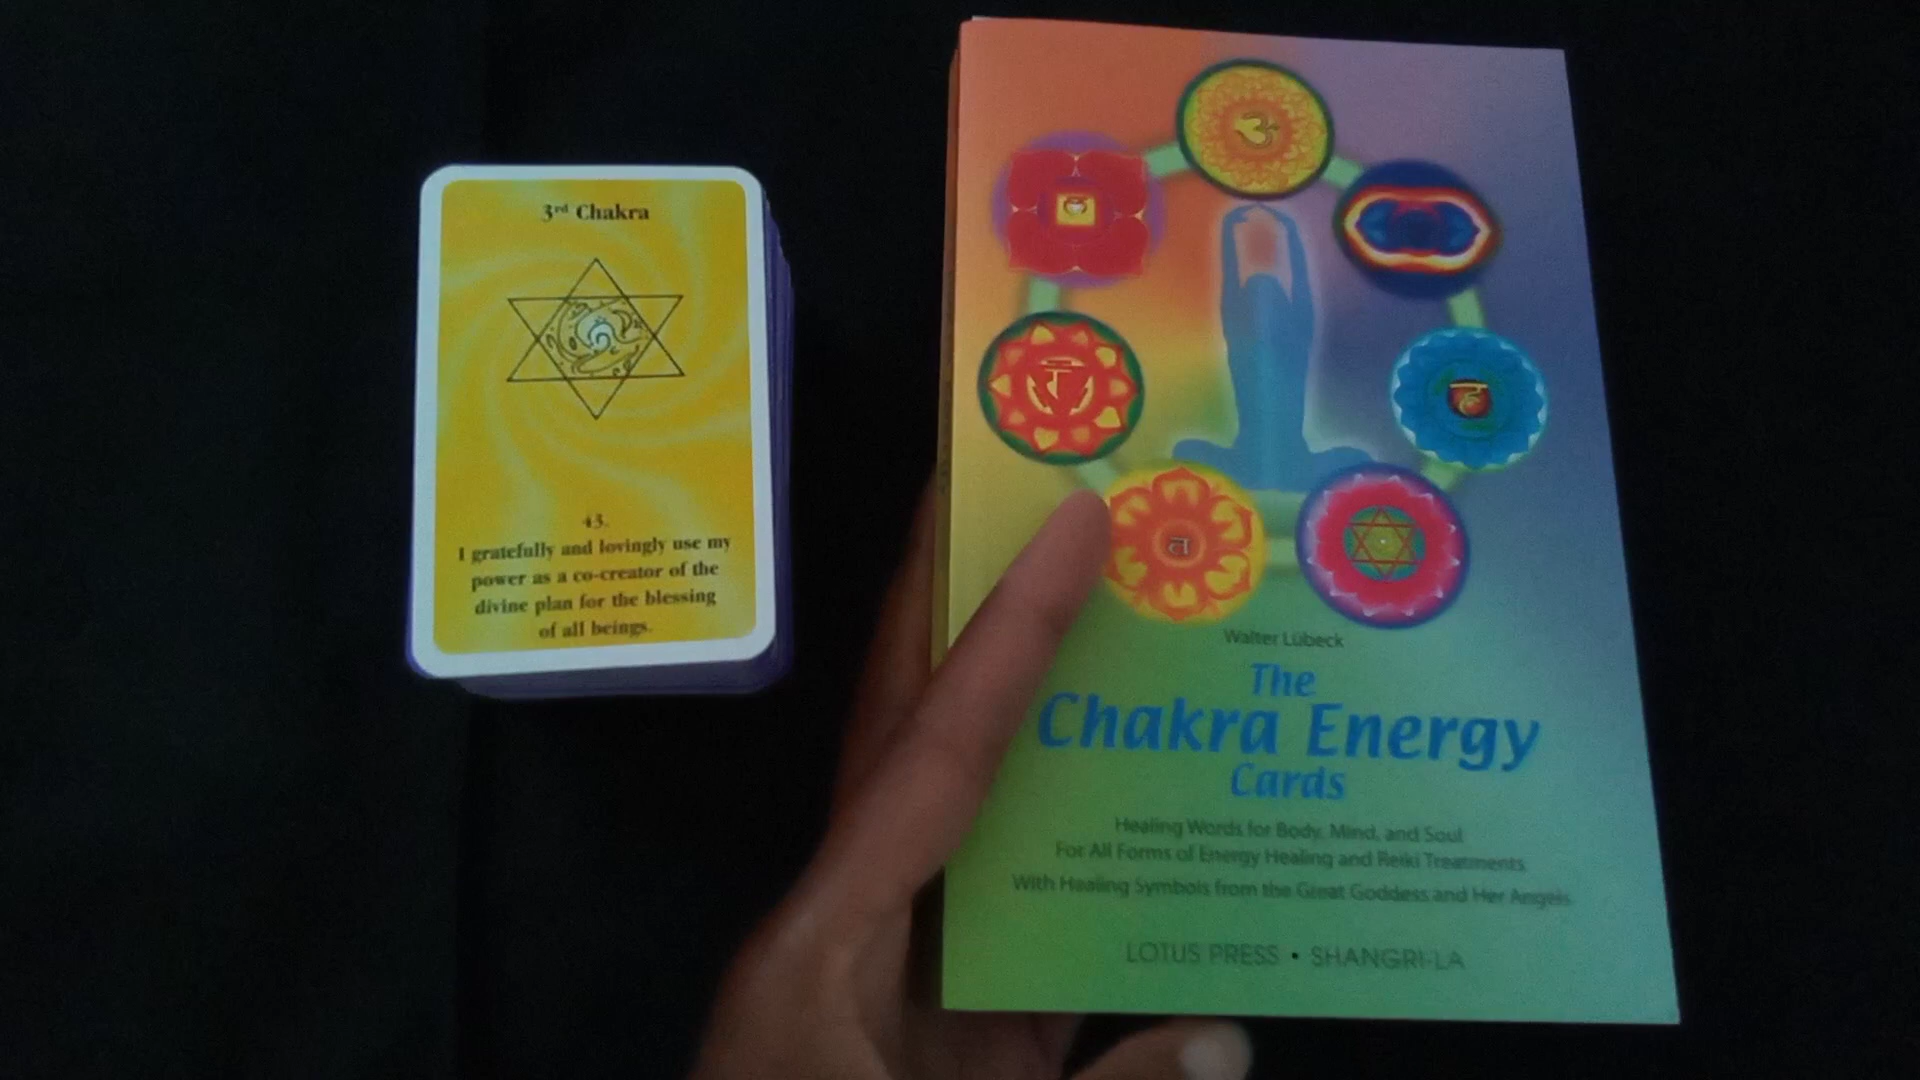 3rd Chakra
43.
I gratefully and lovingly use my
power as a co-creator of the
divine plan for the blessing
of all beings.
Walter Lübeck
The
Chakra Energy
Cards
Healing Words for Body, Mind, and Soul
For All Forms of Energy Healing and Reiki Treatments
With Healing Symbols from the Great Goddess and Her Angels
LOTUS PRESS • SHANGRI-LA